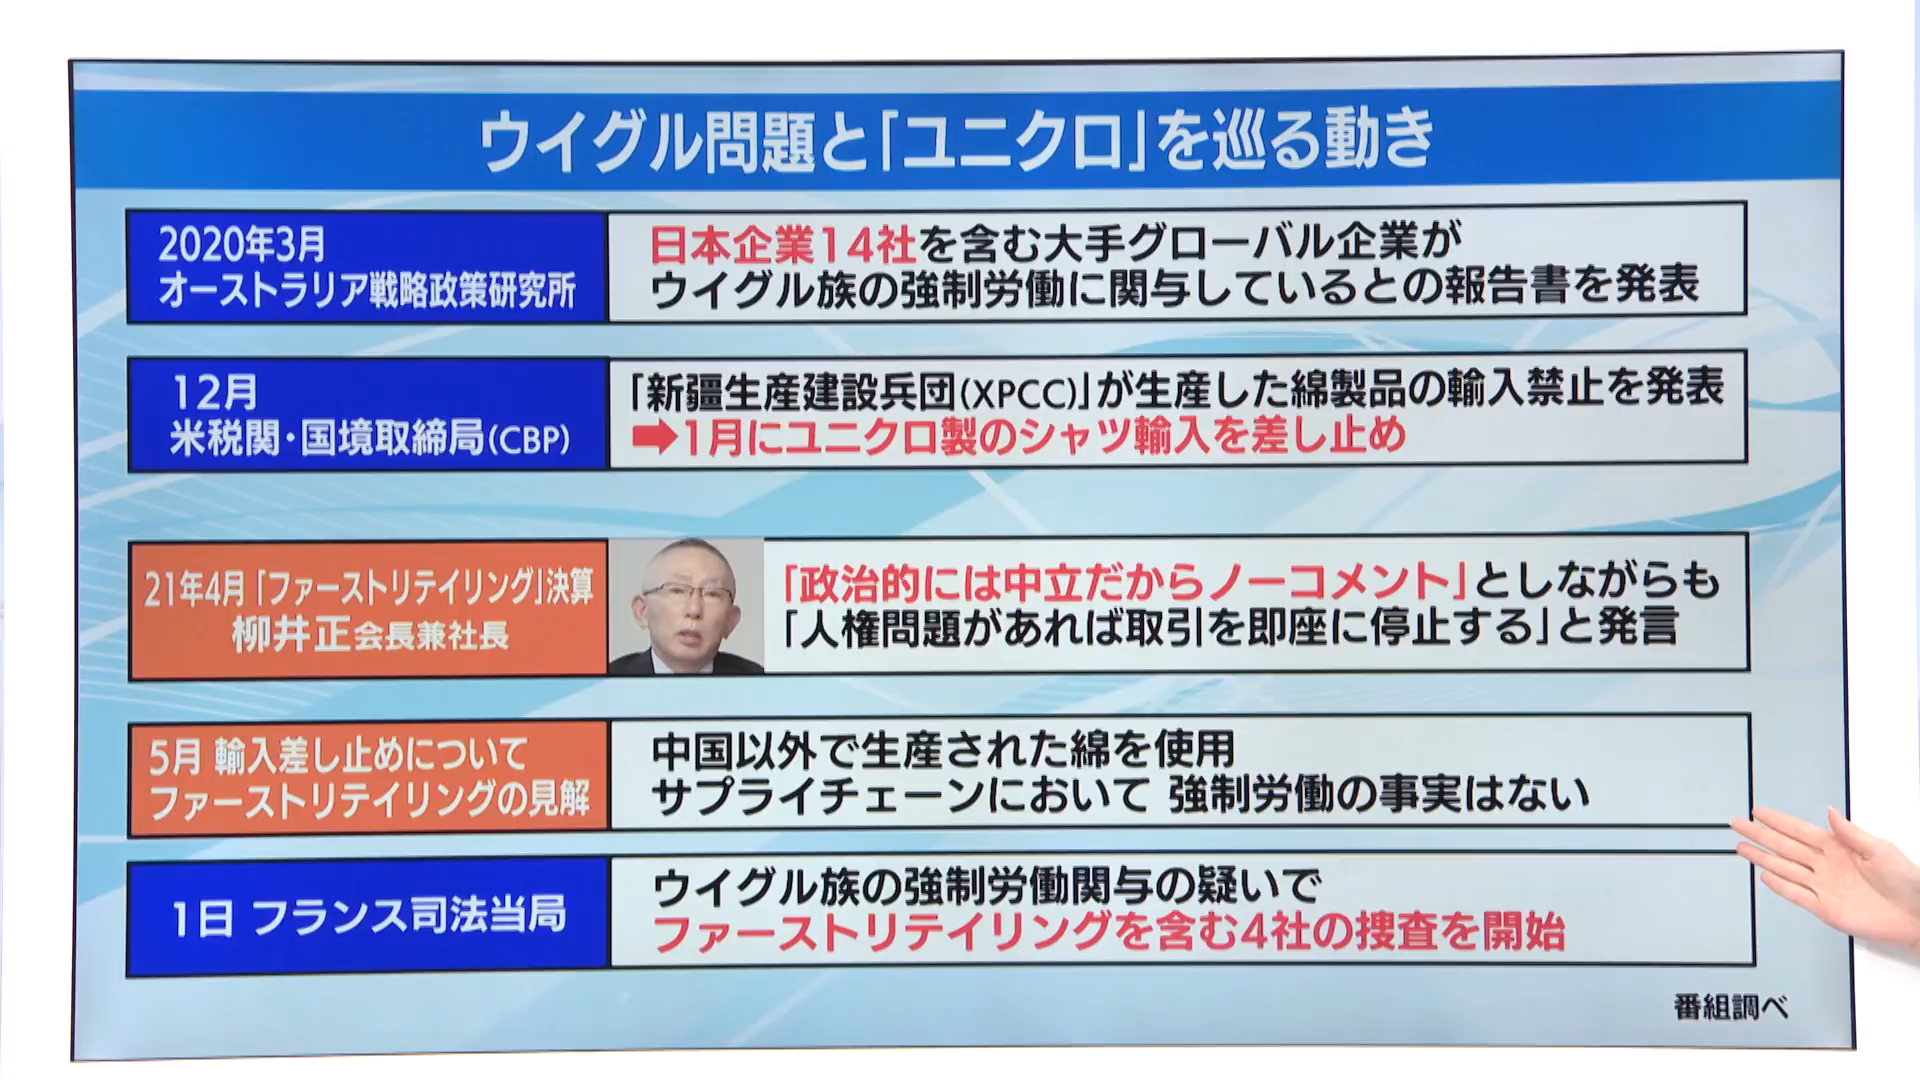 ウイグル問題と「ユニクロ」を巡る動き
2020年3月
オーストラリア戦略政策研究所
日本企業14社を含む大手グローバル企業が
ウイグル族の強制労働に関与しているとの報告書を発表
12月
米税関・国境取締局(CBP)
「新疆生産建設兵団(XPCC)」が生産した綿製品の輸入禁止を発表
➡1月にユニクロ製のシャツ輸入を差し止め
21年4月「ファーストリテイリング」決算
柳井正会長兼社長
「政治的には中立だからノーコメント」としながらも
「人権問題があれば取引を即座に停止する」と発言
5月 輸入差し止めについて
ファーストリテイリングの見解
中国以外で生産された綿を使用
サプライチェーンにおいて 強制労働の事実はない
1日 フランス司法当局
ウイグル族の強制労働関与の疑いで
ファーストリテイリングを含む4社の捜査を開始
番組調べ